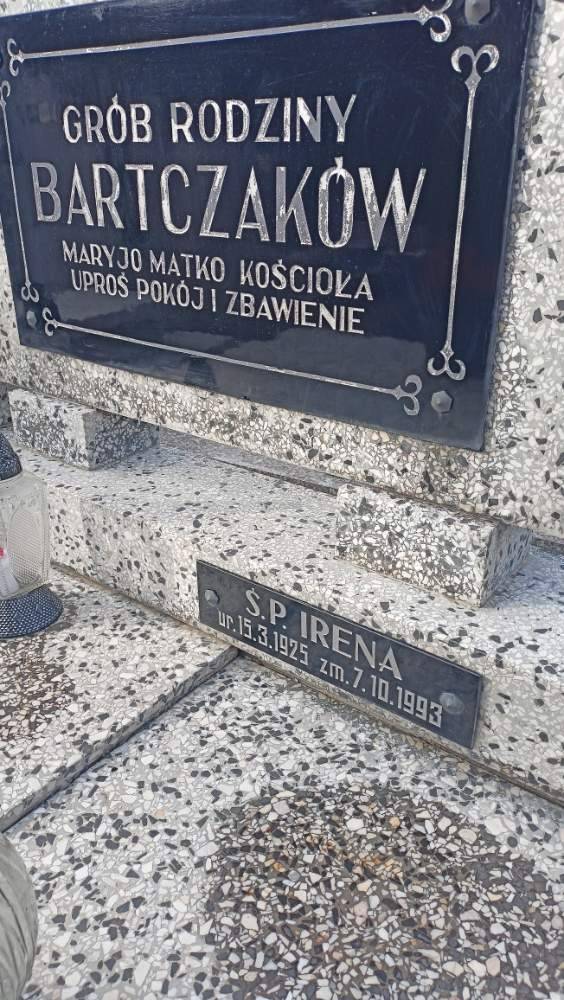 GRÓB RODZINY
BARTCZAKÓW
MARYJO MATKO KOŚCIOŁA
UPROŚ POKÓJ I ZBAWIENIE
Ś.P. IRENA
ur.15.3.1925 zm.7.10.1993